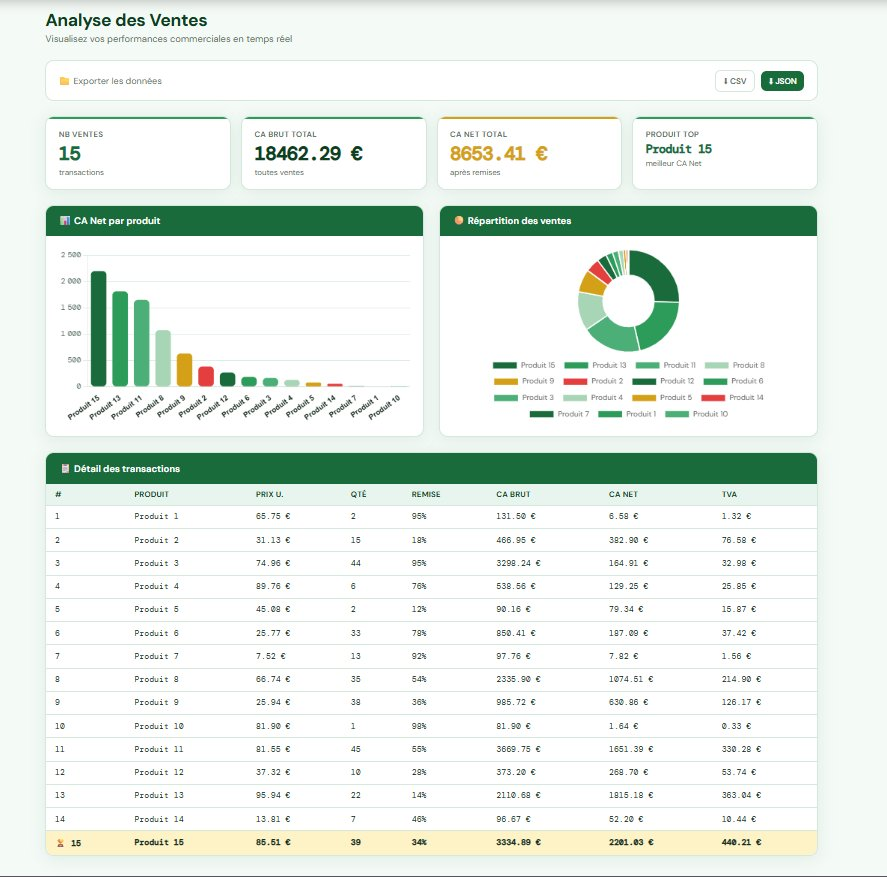 Analyse des Ventes
Visualisez vos performances commerciales en temps réel
Exporter les données
⬇ CSV
⬇ JSON
NB VENTES
15
transactions
CA BRUT TOTAL
18462.29 €
toutes ventes
CA NET TOTAL
8653.41 €
après remises
PRODUIT TOP
Produit 15
meilleur CA Net
CA Net par produit
2 500
2 000
1 500
1 000
500
0
Produit 15 Produit 13 Produit 11 Produit 8 Produit 9 Produit 2 Produit 12 Produit 6 Produit 3 Produit 4 Produit 5 Produit 14 Produit 7 Produit 1 Produit 10
Répartition des ventes
Produit 15 Produit 13 Produit 11 Produit 8
Produit 9 Produit 2 Produit 12 Produit 6
Produit 3 Produit 4 Produit 5 Produit 14
Produit 7 Produit 1 Produit 10
Détail des transactions
# PRODUIT PRIX U. QTÉ REMISE CA BRUT CA NET TVA
1 Produit 1 65.75 € 2 95% 131.50 € 6.58 € 1.32 €
2 Produit 2 31.13 € 15 18% 466.95 € 382.90 € 76.58 €
3 Produit 3 74.96 € 44 95% 3298.24 € 164.91 € 32.98 €
4 Produit 4 89.76 € 6 76% 538.56 € 129.25 € 25.85 €
5 Produit 5 45.08 € 2 12% 90.16 € 79.34 € 15.87 €
6 Produit 6 25.77 € 33 78% 850.41 € 187.09 € 37.42 €
7 Produit 7 7.52 € 13 92% 97.76 € 7.82 € 1.56 €
8 Produit 8 66.74 € 35 54% 2335.90 € 1074.51 € 214.90 €
9 Produit 9 25.94 € 38 36% 985.72 € 630.86 € 126.17 €
10 Produit 10 81.90 € 1 98% 81.90 € 1.64 € 0.33 €
11 Produit 11 81.55 € 45 55% 3669.75 € 1651.39 € 330.28 €
12 Produit 12 37.32 € 10 28% 373.20 € 268.70 € 53.74 €
13 Produit 13 95.94 € 22 14% 2110.68 € 1815.18 € 363.04 €
14 Produit 14 13.81 € 7 46% 96.67 € 52.20 € 10.44 €
15 Produit 15 85.51 € 39 34% 3334.89 € 2201.03 € 440.21 €